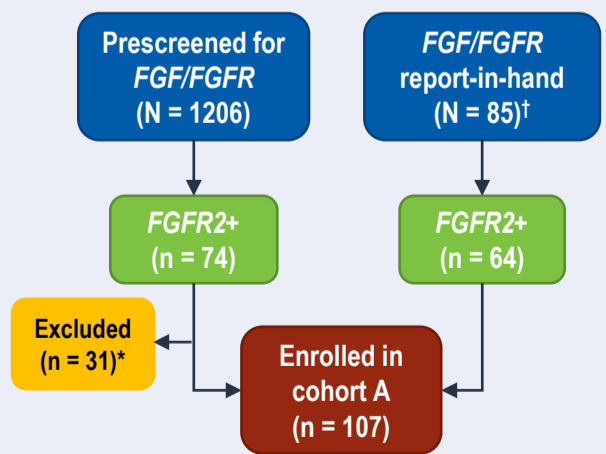 Prescreened for
FGF/FGFR
(N = 1206)
FGF/FGFR
report-in-hand
(N = 85)†
FGFR2+
(n = 74)
FGFR2+
(n = 64)
Excluded
(n = 31)*
Enrolled in
cohort A
(n = 107)